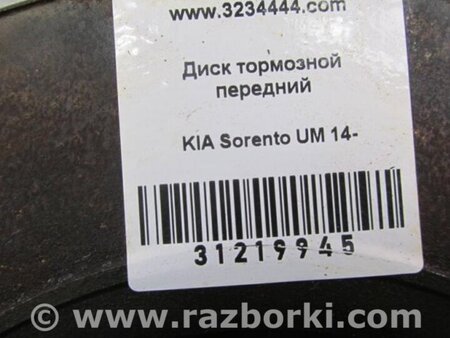 www.3234444.com
Диск тормозной
передний
KIA Sorento UM 14-
31219945
© www.razborki.com